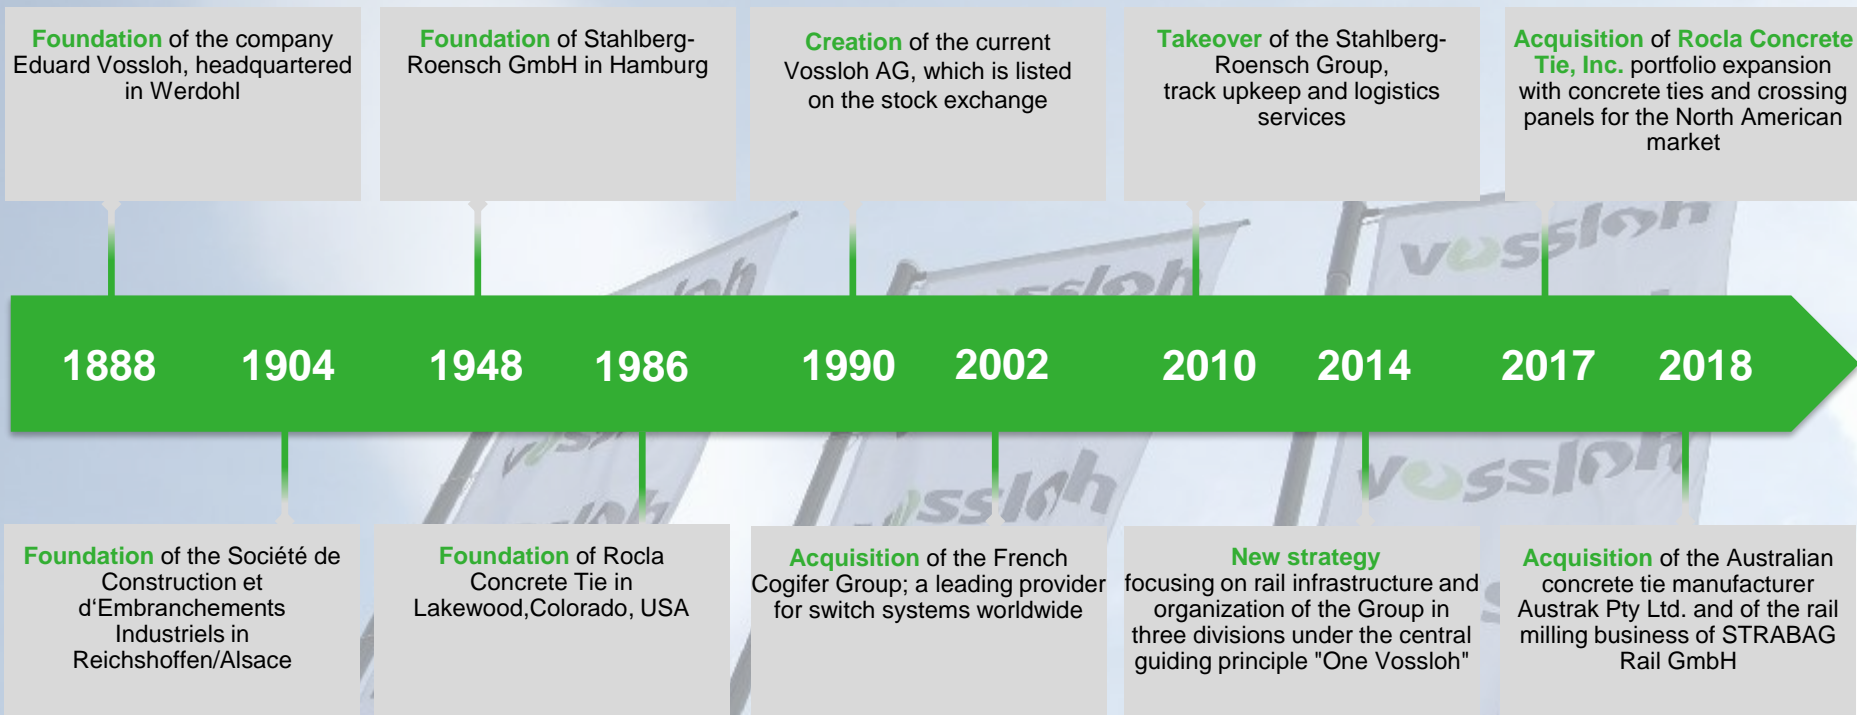 Foundation of the company
Eduard Vossloh, headquartered
in Werdohl
Foundation of Stahlberg-
Roensch GmbH in Hamburg
Creation of the current
Vossloh AG, which is listed
on the stock exchange
Takeover of the Stahlberg-
Roensch Group,
track upkeep and logistics
services
Acquisition of Rocla Concrete
Tie, Inc. portfolio expansion
with concrete ties and crossing
panels for the North American
market
vossloh
1888 1904 1948 1986 1990 2002 2010 2014 2017 2018
vossloh
vossloh
Foundation of the Société de
Construction et
d‘Embranchements
Industriels in
Reichshoffen/Alsace
Foundation of Rocla
Concrete Tie in
Lakewood,Colorado, USA
Acquisition of the French
Cogifer Group; a leading provider
for switch systems worldwide
New strategy
focusing on rail infrastructure and
organization of the Group in
three divisions under the central
guiding principle "One Vossloh"
Acquisition of the Australian
concrete tie manufacturer
Austrak Pty Ltd. and of the rail
milling business of STRABAG
Rail GmbH